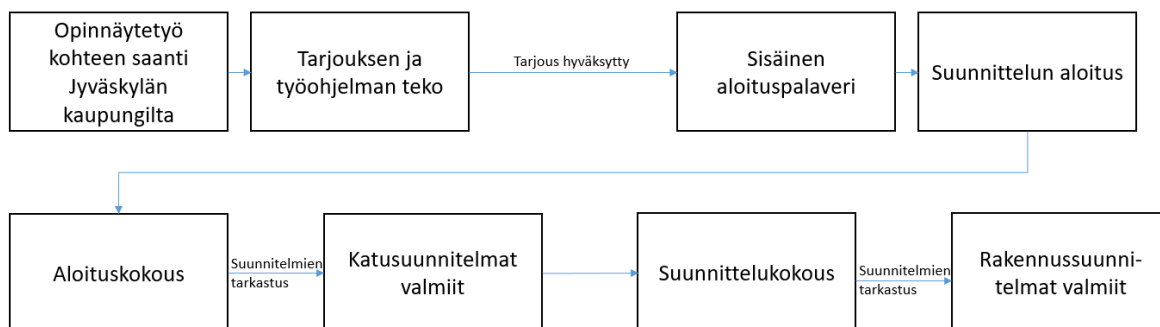 Opinnäytetyö
kohteen saanti
Jyväskylän
kaupungilta
Tarjouksen ja
työohjelman teko
Tarjous hyväksytty
Sisäinen
aloituspalaveri
Suunnittelun aloitus
Aloituskokous
Suunnitelmien
tarkastus
Katusuunnitelmat
valmiit
Suunnittelukokous
Suunnitelmien
tarkastus
Rakennussuunni-
telmat valmiit